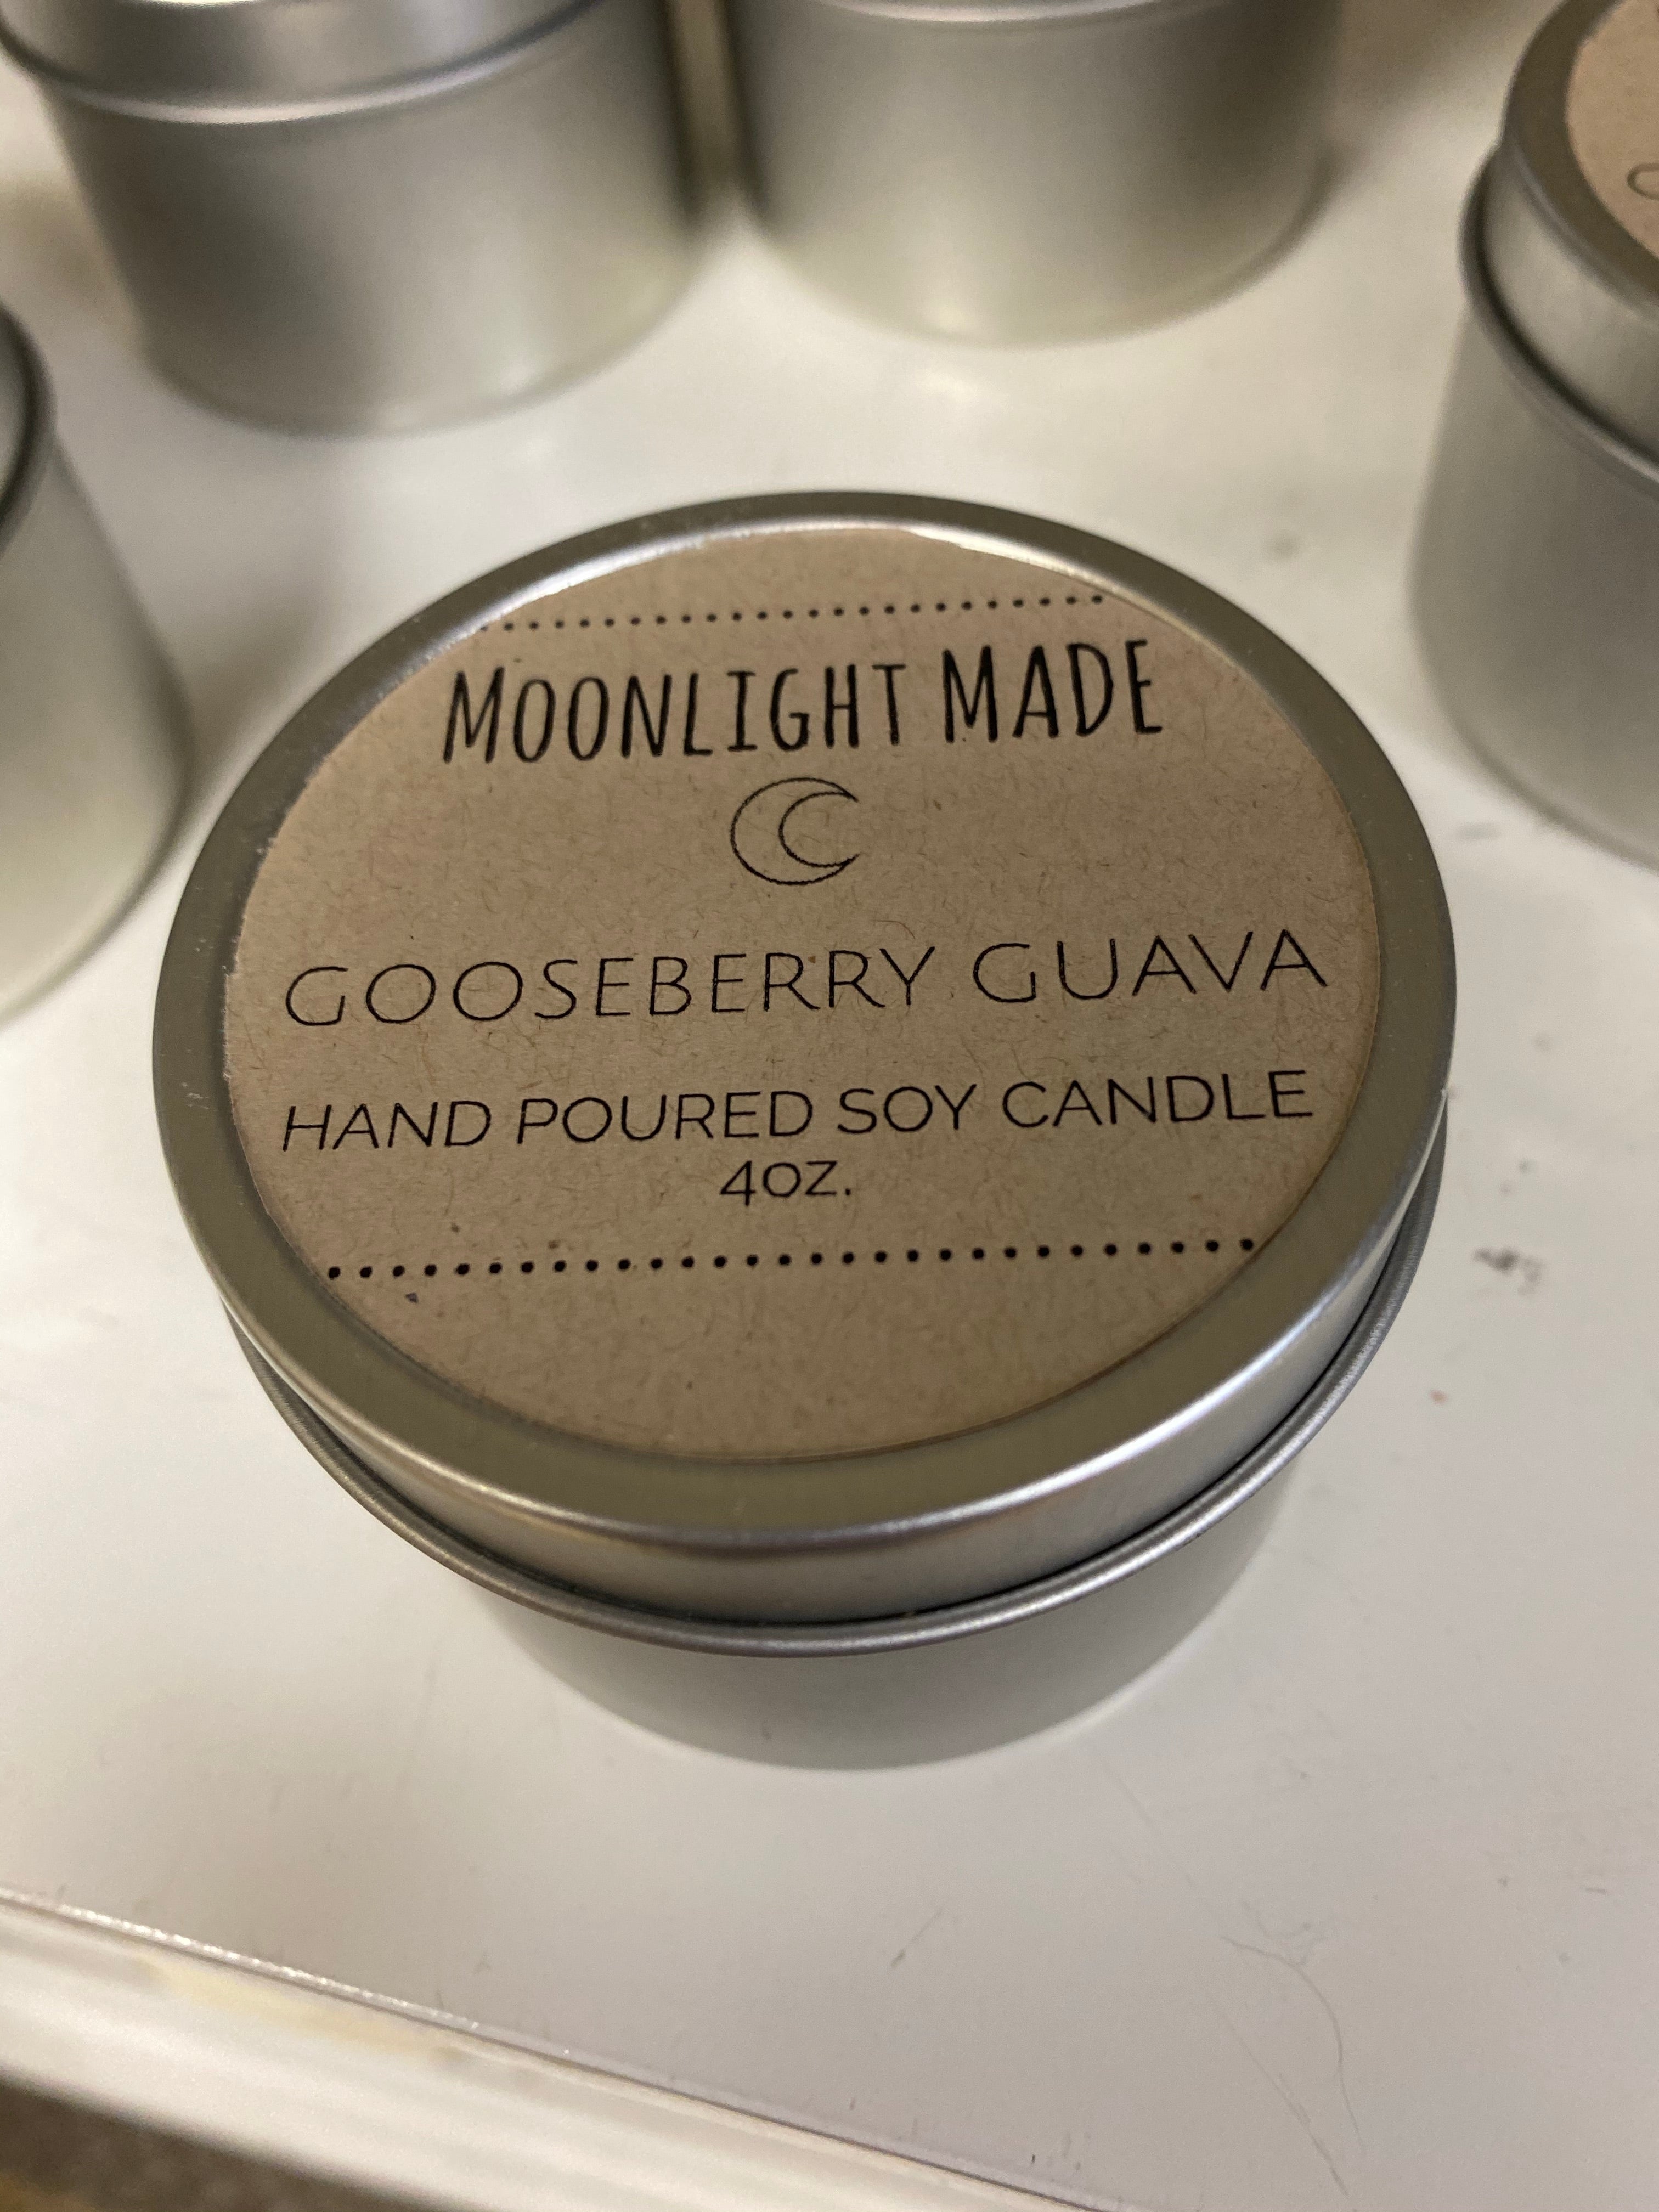 MOONLIGHT MADE
GOOSEBERRY GUAVA
HAND POURED SOY CANDLE
4OZ.